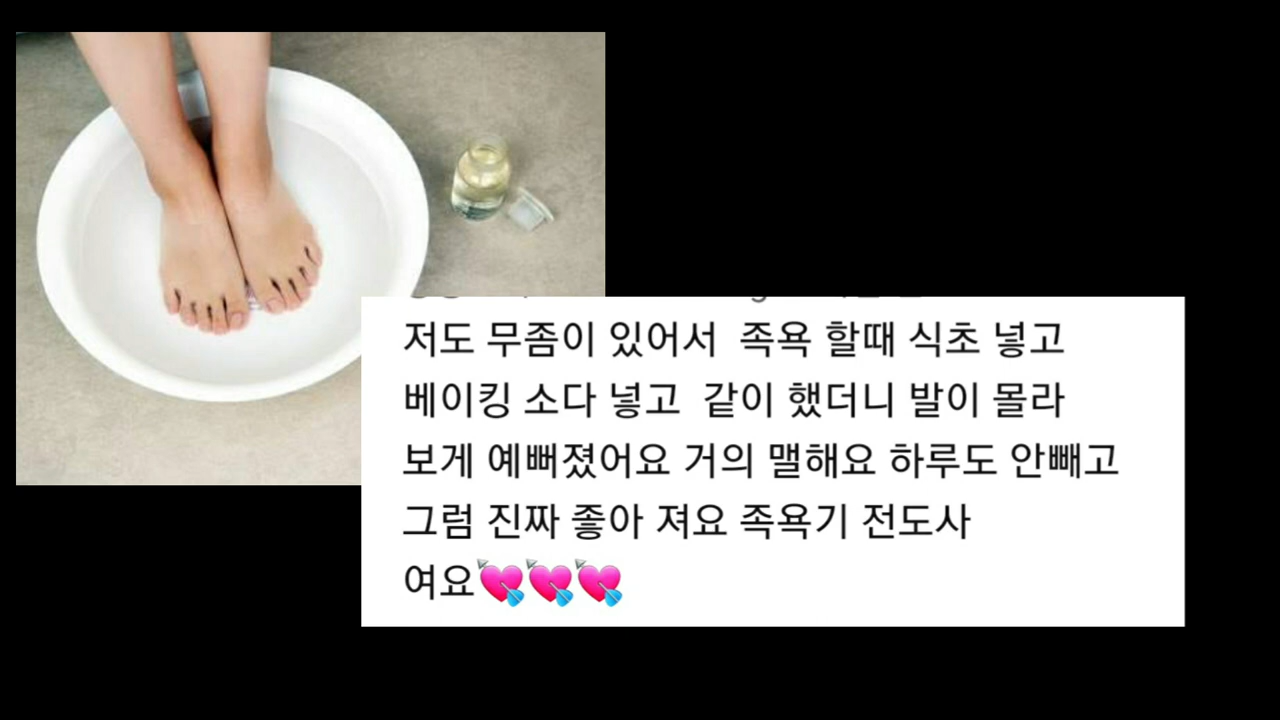 저도 무좀이 있어서 족욕 할때 식초 넣고
베이킹 소다 넣고 같이 했더니 발이 몰라
보게 예뻐졌어요 거의 맬해요 하루도 안빼고
그럼 진짜 좋아 져요 족욕기 전도사
여요💘💘💘